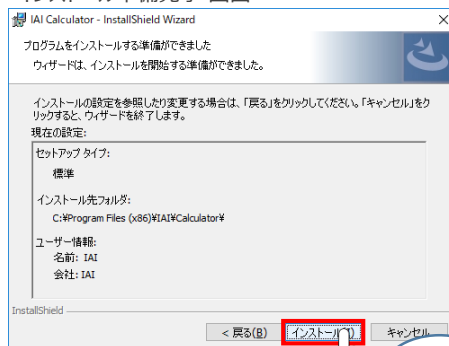 IAI Calculator - InstallShield Wizard
プログラムをインストールする準備ができました
ウィザードは、インストールを開始する準備ができました。
インストールの設定を参照したり変更する場合は、「戻る」をクリックしてください。「キャンセル」をク
リックすると、ウィザードを終了します。
現在の設定:
セットアップ タイプ:
標準
インストール先フォルダ:
C:¥Program Files (x86)¥IAI¥Calculator¥
ユーザー情報:
名前: IAI
会社: IAI
InstallShield
< 戻る(B)
インストール
キャンセル